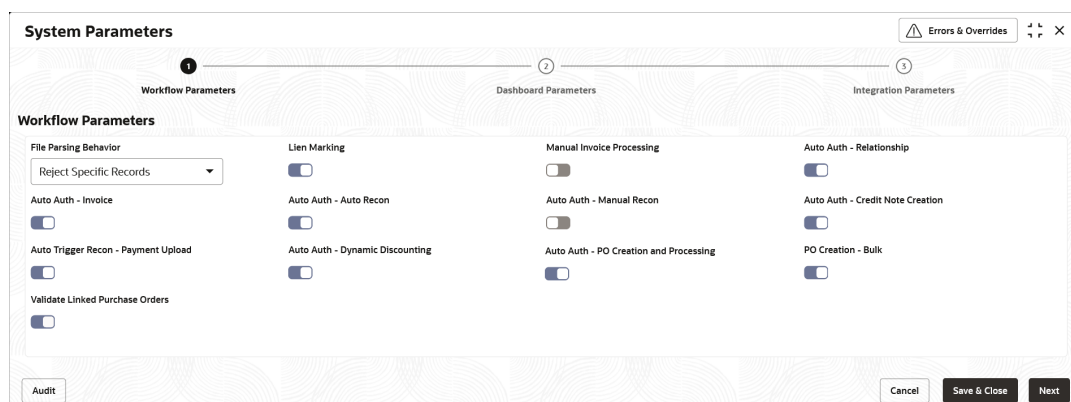 System Parameters
Errors & Overrides
1
2
3
Workflow Parameters
Dashboard Parameters
Integration Parameters
Workflow Parameters
File Parsing Behavior
Lien Marking
Manual Invoice Processing
Auto Auth - Relationship
Reject Specific Records
Auto Auth - Invoice
Auto Auth - Auto Recon
Auto Auth - Manual Recon
Auto Auth - Credit Note Creation
Auto Trigger Recon - Payment Upload
Auto Auth - Dynamic Discounting
Auto Auth - PO Creation and Processing
PO Creation - Bulk
Validate Linked Purchase Orders
Audit
Cancel
Save & Close
Next